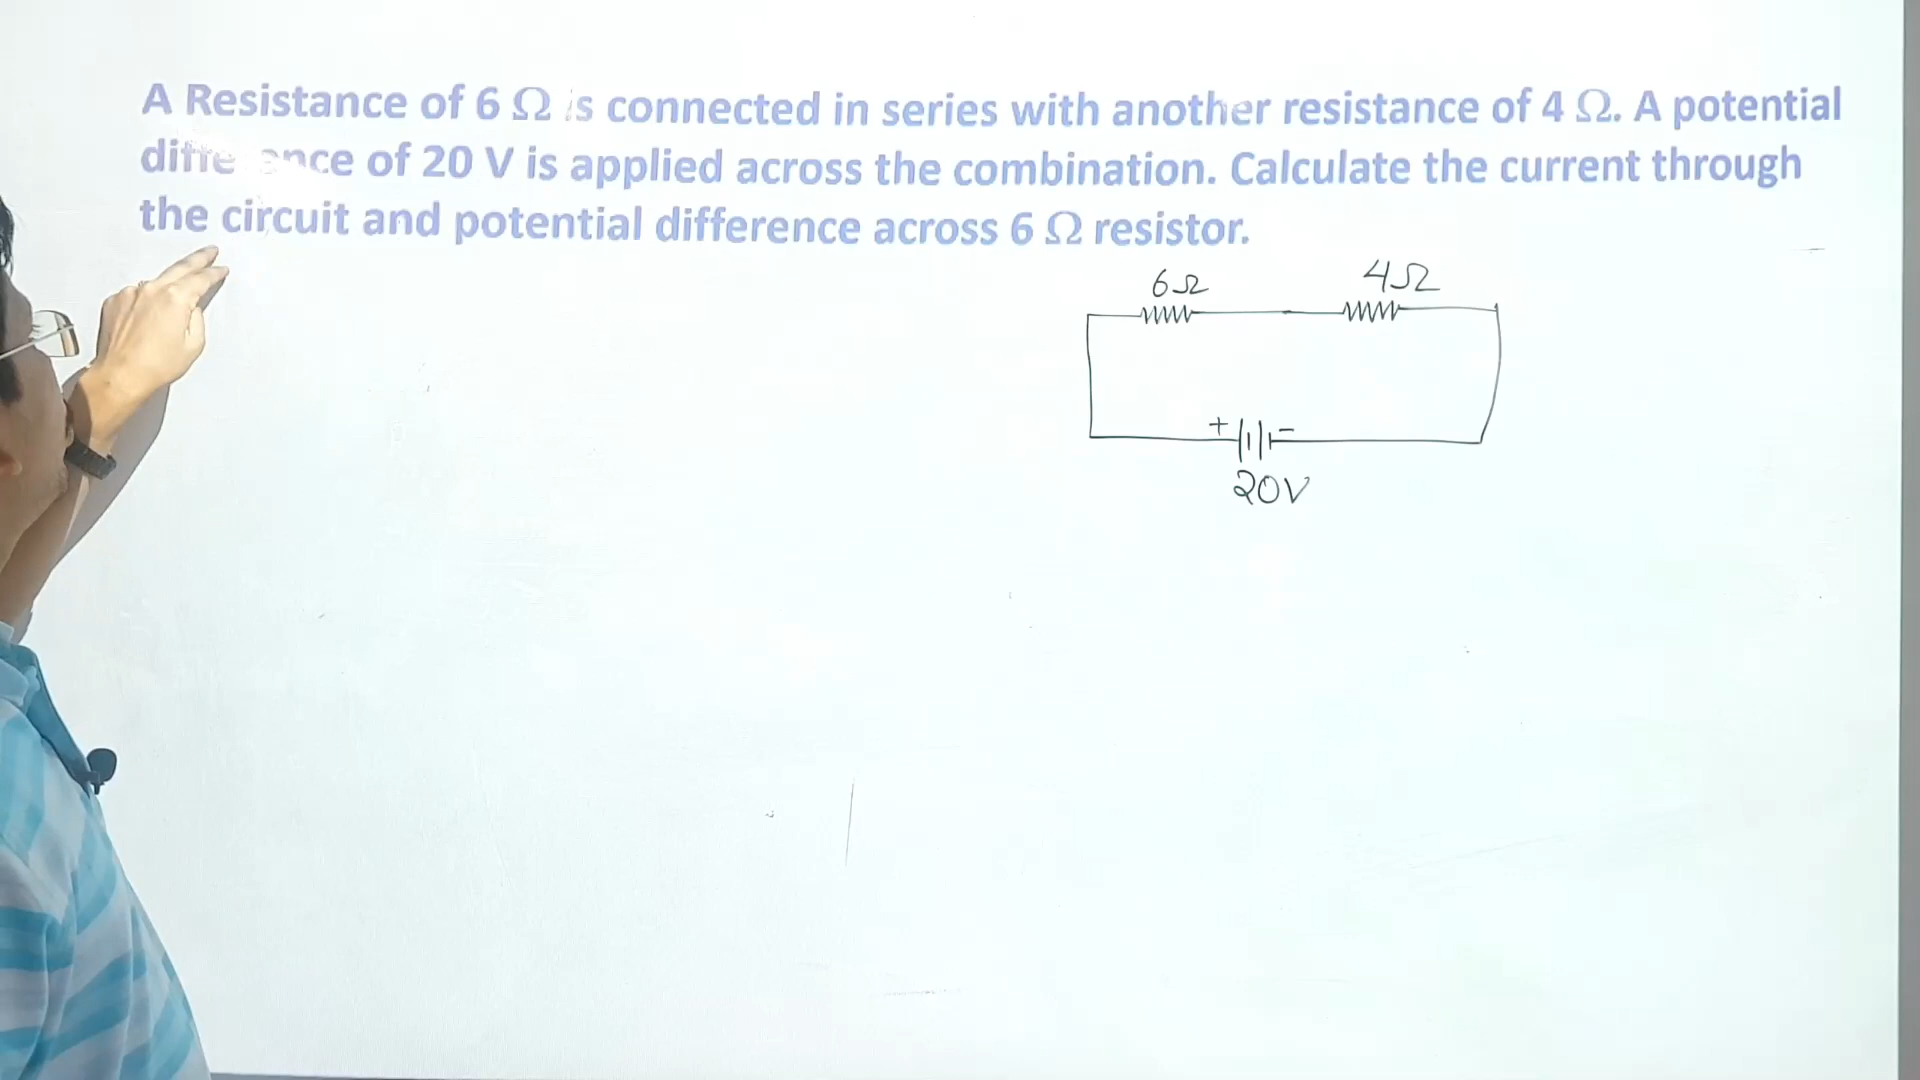 A Resistance of 6 Ω is connected in series with another resistance of 4 Ω. A potential
difference of 20 V is applied across the combination. Calculate the current through
the circuit and potential difference across 6 Ω resistor.
6Ω 4Ω
+ -
20V